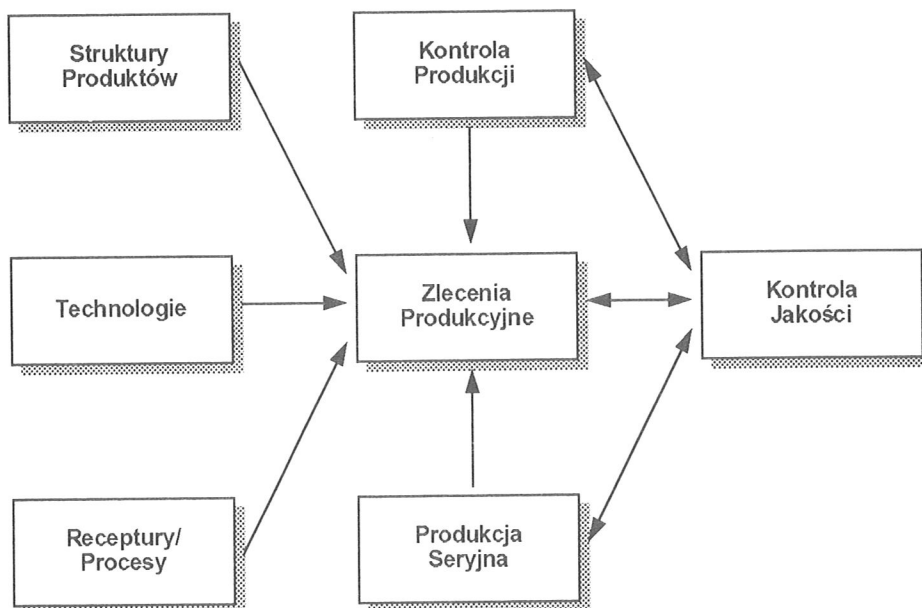 Struktury
Produktów
Kontrola
Produkcji
Technologie
Zlecenia
Produkcyjne
Kontrola
Jakości
Receptury/
Procesy
Produkcja
Seryjna